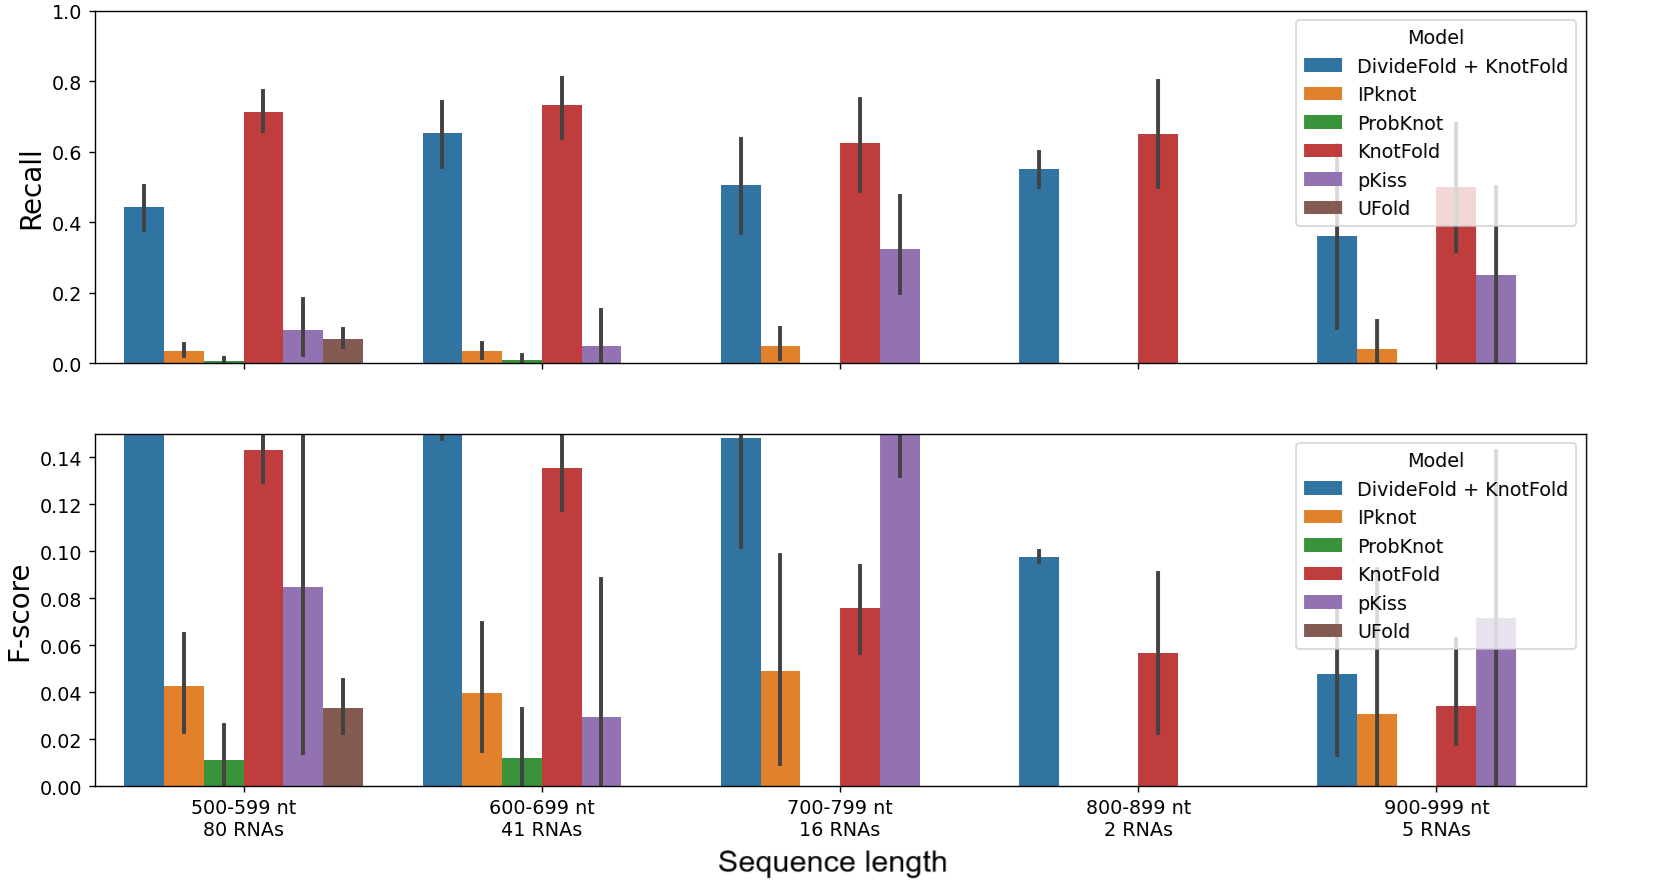 1.0
0.8
0.6
0.4
0.2
0.0
Recall
Model
DivideFold + KnotFold
IPknot
ProbKnot
KnotFold
pKiss
UFold
0.14
0.12
0.10
0.08
0.06
0.04
0.02
0.00
F-score
Model
DivideFold + KnotFold
IPknot
ProbKnot
KnotFold
pKiss
UFold
500-599 nt
80 RNAs
600-699 nt
41 RNAs
700-799 nt
16 RNAs
800-899 nt
2 RNAs
900-999 nt
5 RNAs
Sequence length